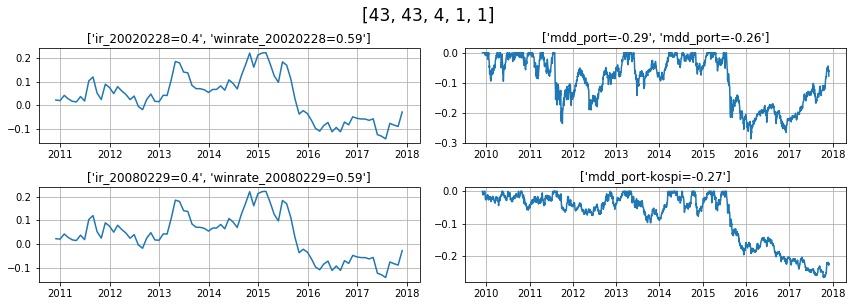 [43, 43, 4, 1, 1]
['ir_20020228=0.4', 'winrate_20020228=0.59']
0.2
0.1
0.0
−0.1
2011 2012 2013 2014 2015 2016 2017 2018
['mdd_port=-0.29', 'mdd_port=-0.26']
0.0
−0.1
−0.2
−0.3
2010 2011 2012 2013 2014 2015 2016 2017 2018
['ir_20080229=0.4', 'winrate_20080229=0.59']
0.2
0.1
0.0
−0.1
2011 2012 2013 2014 2015 2016 2017 2018
['mdd_port-kospi=-0.27']
0.0
−0.1
−0.2
2010 2011 2012 2013 2014 2015 2016 2017 2018